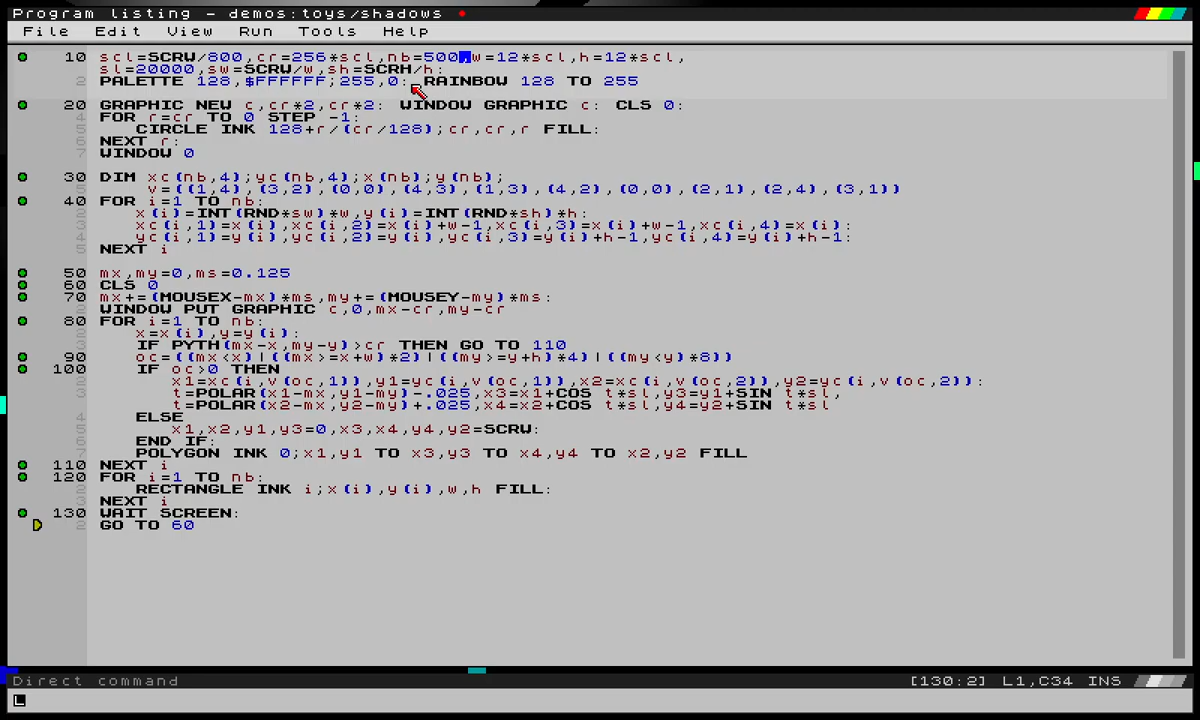 Program listing - demos:toys/shadows
File Edit View Run Tools Help
10 scl=SCRW/800,cr=256*scl,nb=500,w=12*scl,h=12*scl,
sl=20000,sw=SCRW/w,sh=SCRH/h:
2 PALETTE 128,$FFFFFF;255,0: RAINBOW 128 TO 255
20 GRAPHIC NEW c,cr*2,cr*2: WINDOW GRAPHIC c: CLS 0:
4 FOR r=cr TO 0 STEP -1:
5 CIRCLE INK 128+r/(cr/128);cr,cr,r FILL:
6 NEXT r:
7 WINDOW 0
30 DIM xc(nb,4);yc(nb,4);x(nb);y(nb);
v=((1,4),(3,2),(0,0),(4,3),(1,3),(4,2),(0,0),(2,1),(2,4),(3,1))
40 FOR i=1 TO nb:
2 x(i)=INT(RND*sw)*w,y(i)=INT(RND*sh)*h:
3 xc(i,1)=x(i),xc(i,2)=x(i)+w-1,xc(i,3)=x(i)+w-1,xc(i,4)=x(i):
4 yc(i,1)=y(i),yc(i,2)=y(i),yc(i,3)=y(i)+h-1,yc(i,4)=y(i)+h-1:
5 NEXT i
50 mx,my=0,ms=0.125
60 CLS 0
70 mx+=(MOUSEX-mx)*ms,my+=(MOUSEY-my)*ms:
2 WINDOW PUT GRAPHIC c,0,mx-cr,my-cr
80 FOR i=1 TO nb:
2 x=x(i),y=y(i):
3 IF PYTH(mx-x,my-y)>cr THEN GO TO 110
90 oc=((mx<x)|((mx>=x+w)*2)|((my>=y+h)*4)|((my<y)*8))
100 IF oc>0 THEN
2 x1=xc(i,v(oc,1)),y1=yc(i,v(oc,1)),x2=xc(i,v(oc,2)),y2=yc(i,v(oc,2)):
3 t=POLAR(x1-mx,y1-my)-.025,x3=x1+COS t*sl,y3=y1+SIN t*sl,
t=POLAR(x2-mx,y2-my)+.025,x4=x2+COS t*sl,y4=y2+SIN t*sl
4 ELSE
5 x1,x2,y1,y3=0,x3,x4,y4,y2=SCRW:
6 END IF:
7 POLYGON INK 0;x1,y1 TO x3,y3 TO x4,y4 TO x2,y2 FILL
110 NEXT i
120 FOR i=1 TO nb:
2 RECTANGLE INK i;x(i),y(i),w,h FILL:
3 NEXT i
130 WAIT SCREEN:
2 GO TO 60
Direct command [130:2] L1,C34 INS
L